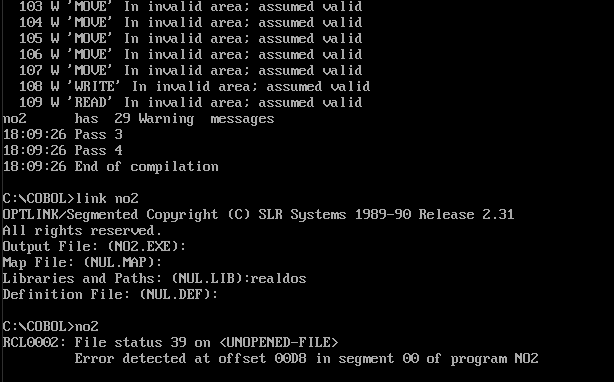 103 W 'MOVE' In invalid area; assumed valid
104 W 'MOVE' In invalid area; assumed valid
105 W 'MOVE' In invalid area; assumed valid
106 W 'MOVE' In invalid area; assumed valid
107 W 'MOVE' In invalid area; assumed valid
108 W 'WRITE' In invalid area; assumed valid
109 W 'READ' In invalid area; assumed valid
no2 has 29 Warning messages
18:09:26 Pass 3
18:09:26 Pass 4
18:09:26 End of compilation
C:\COBOL>link no2
OPTLINK/Segmented Copyright (C) SLR Systems 1989-90 Release 2.31
All rights reserved.
Output File: (NO2.EXE):
Map File: (NUL.MAP):
Libraries and Paths: (NUL.LIB):realdos
Definition File: (NUL.DEF):
C:\COBOL>no2
RCL0002: File status 39 on <UNOPENED-FILE>
Error detected at offset 00D8 in segment 00 of program NO2